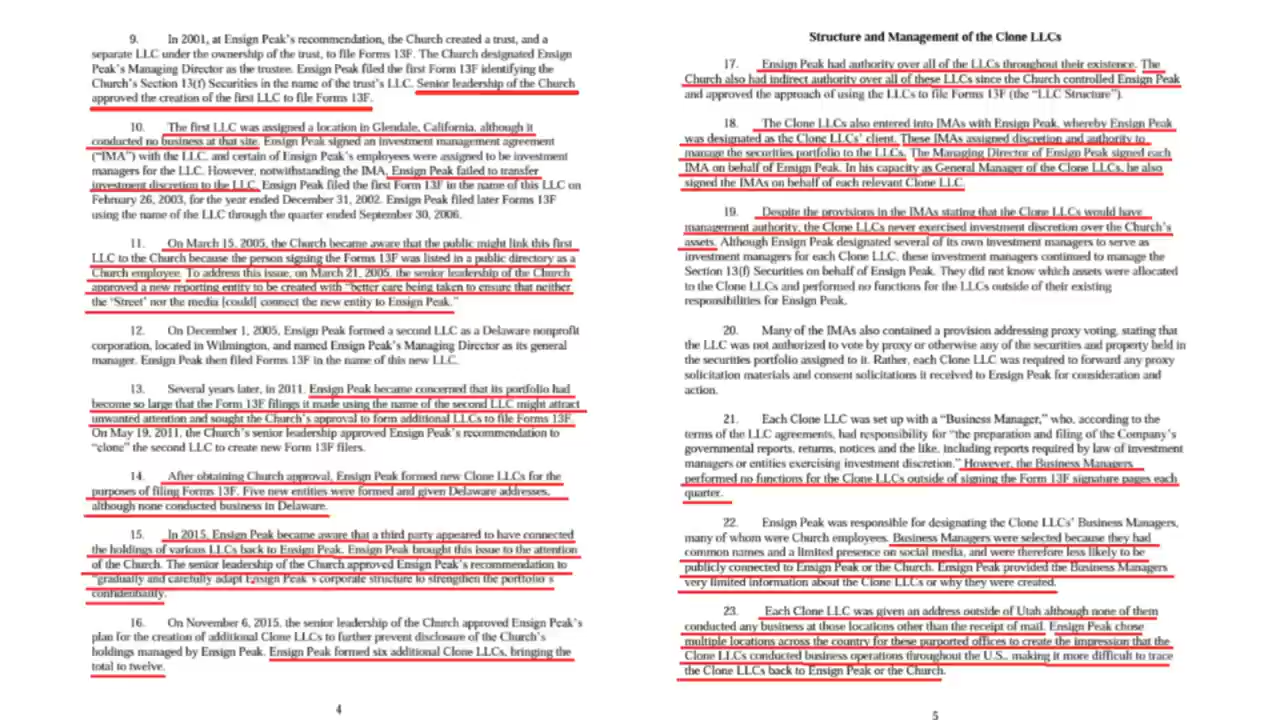 9. In 2001, at Ensign Peak's recommendation, the Church created a trust, and a
separate LLC under the ownership of the trust, to file Forms 13F. The Church designated Ensign
Peak's Managing Director as the trustee. Ensign Peak filed the first Form 13F identifying the
Church's Section 13(f) Securities in the name of the trust's LLC. Senior leadership of the Church
approved the creation of the first LLC to file Forms 13F.
10. The first LLC was assigned a location in Glendale, California, although it
conducted no business at that site. Ensign Peak signed an investment management agreement
("IMA") with the LLC, and certain of Ensign Peak's employees were assigned to be investment
managers for the LLC. However, notwithstanding the IMA, Ensign Peak failed to transfer
investment discretion to the LLC. Ensign Peak filed the first Form 13F in the name of this LLC on
February 26, 2003, for the year ended December 31, 2002. Ensign Peak filed later Forms 13F
using the name of the LLC through the quarter ended September 30, 2006.
11. On March 15, 2005, the Church became aware that the public might link this first
LLC to the Church because the person signing the Form 13F was listed in a public directory as a
Church employee. To address this issue, on March 21, 2005, the senior leadership of the Church
approved a new reporting entity to be created with "better care being taken to ensure that neither
the 'Street' nor the media [could] connect the new entity to Ensign Peak."
12. On December 1, 2005, Ensign Peak formed a second LLC as a Delaware nonprofit
corporation, located in Wilmington, and named Ensign Peak's Managing Director as its general
manager. Ensign Peak then filed Forms 13F in the name of this new LLC.
13. Several years later, in 2011, Ensign Peak became concerned that its portfolio had
become so large that the Form 13F filings it made using the name of the second LLC might attract
unwanted attention and sought the Church's approval to form additional LLCs to file Forms 13F.
On May 19, 2011, the Church's senior leadership approved Ensign Peak's recommendation to
"clone" the second LLC to create new Form 13F filers.
14. After obtaining Church approval, Ensign Peak formed new Clone LLCs for the
purposes of filing Forms 13F. Five new entities were formed and given Delaware addresses,
although none conducted business in Delaware.
15. In 2015, Ensign Peak became aware that a third party appeared to have connected
the holdings of various LLCs back to Ensign Peak. Ensign Peak brought this issue to the attention
of the Church. The senior leadership of the Church approved Ensign Peak's recommendation to
"gradually and carefully adapt Ensign Peak's corporate structure to strengthen the portfolio's
confidentiality.
16. On November 6, 2015, the senior leadership of the Church approved Ensign Peak's
plan for the creation of additional Clone LLCs to further prevent disclosure of the Church's
holdings managed by Ensign Peak. Ensign Peak formed six additional Clone LLCs, bringing the
total to twelve.
4
Structure and Management of the Clone LLCs
17. Ensign Peak had authority over all of the LLCs throughout their existence. The
Church also had indirect authority over all of these LLCs since the Church controlled Ensign Peak
and approved the approach of using the LLCs to file Forms 13F (the "LLC Structure").
18. The Clone LLCs also entered into IMAs with Ensign Peak, whereby Ensign Peak
was designated as the Clone LLCs' client. These IMAs assigned discretion and authority to
manage the securities portfolio to the LLCs. The Managing Director of Ensign Peak signed each
IMA on behalf of Ensign Peak. In his capacity as General Manager of the Clone LLCs, he also
signed the IMAs on behalf of each relevant Clone LLC.
19. Despite the provisions in the IMAs stating that the Clone LLCs would have
management authority, the Clone LLCs never exercised investment discretion over the Church's
assets. Although Ensign Peak designated several of its own investment managers to serve as
investment managers for each Clone LLC, these investment managers continued to manage the
Section 13(f) Securities on behalf of Ensign Peak. They did not know which assets were allocated
to the Clone LLCs and performed no functions for the LLCs outside of their existing
responsibilities for Ensign Peak.
20. Many of the IMAs also contained a provision addressing proxy voting, stating that
the LLC was not authorized to vote by proxy or otherwise any of the securities and property held in
the securities portfolio assigned to it. Rather, each Clone LLC was required to forward any proxy
solicitation materials and consent solicitations it received to Ensign Peak for consideration and
action.
21. Each Clone LLC was set up with a "Business Manager," who, according to the
terms of the LLC agreements, had responsibility for "the preparation and filing of the Company's
governmental reports, returns, notices and the like, including reports required by law of investment
managers or entities exercising investment discretion." However, the Business Managers
performed no functions for the Clone LLCs outside of signing the Form 13F signature pages each
quarter.
22. Ensign Peak was responsible for designating the Clone LLCs' Business Managers,
many of whom were Church employees. Business Managers were selected because they had
common names and a limited presence on social media, and were therefore less likely to be
publicly connected to Ensign Peak or the Church. Ensign Peak provided the Business Managers
very limited information about the Clone LLCs or why they were created.
23. Each Clone LLC was given an address outside of Utah although none of them
conducted any business at those locations other than the receipt of mail. Ensign Peak chose
multiple locations across the country for these purported offices to create the impression that the
Clone LLCs conducted business operations throughout the U.S., making it more difficult to trace
the Clone LLCs back to Ensign Peak or the Church.
5